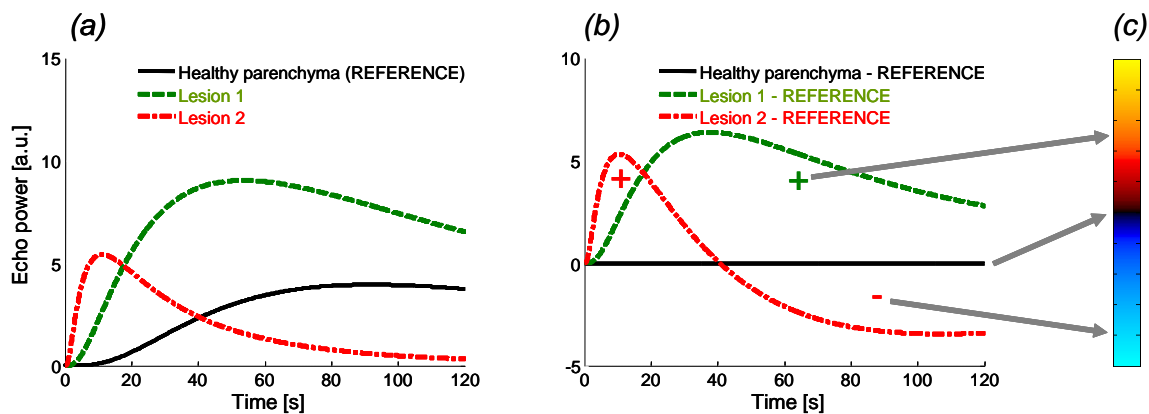 (a)
15
10
5
0
Echo power [a.u.]
Healthy parenchyma (REFERENCE)
Lesion 1
Lesion 2
0 20 40 60 80 100 120
Time [s]
(b)
10
5
0
-5
Healthy parenchyma - REFERENCE
Lesion 1 - REFERENCE
Lesion 2 - REFERENCE
+
+
-
0 20 40 60 80 100 120
Time [s]
(c)